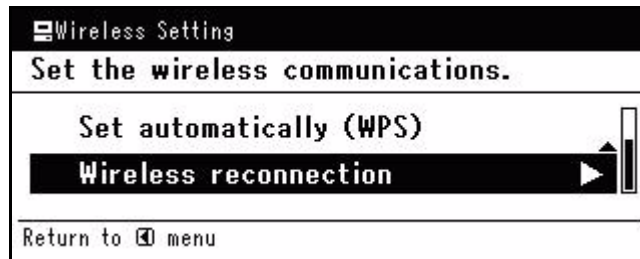 Wireless Setting
Set the wireless communications.
Set automatically (WPS)
Wireless reconnection
Return to menu